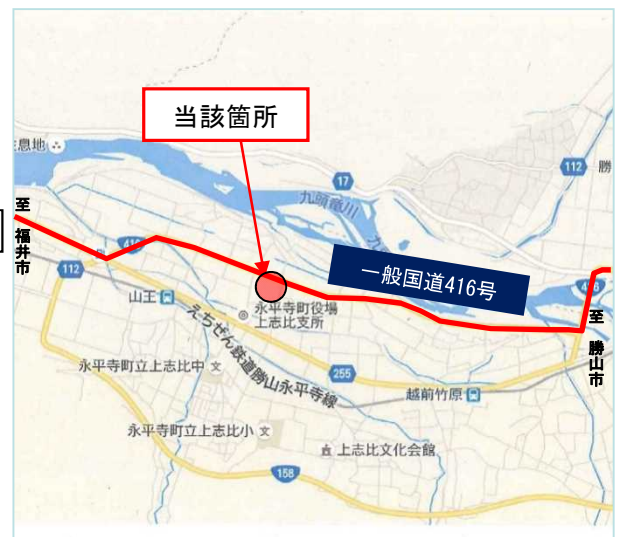 当該箇所
息地
17
112
勝
九頭竜川
至 福井市
416
一般国道416号
112
山王
永平寺町役場
上志比支所
至 勝山市
えちぜん鉄道勝山永平寺線
永平寺町立上志比中
255
越前竹原
永平寺町立上志比小
上志比文化会館
158